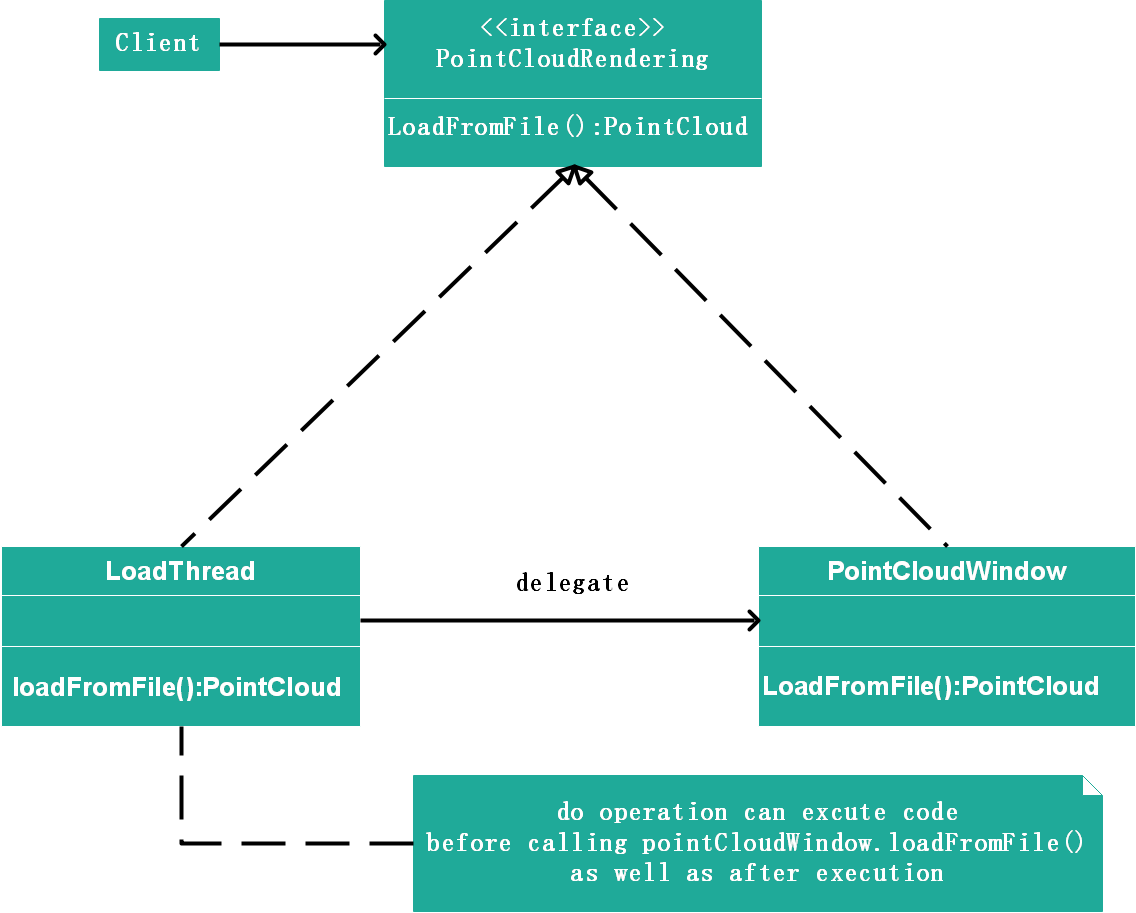 Client
<<interface>>
PointCloudRendering
LoadFromFile():PointCloud
LoadThread
delegate
PointCloudWindow
loadFromFile():PointCloud
LoadFromFile():PointCloud
do operation can excute code
before calling pointCloudWindow.loadFromFile()
as well as after execution